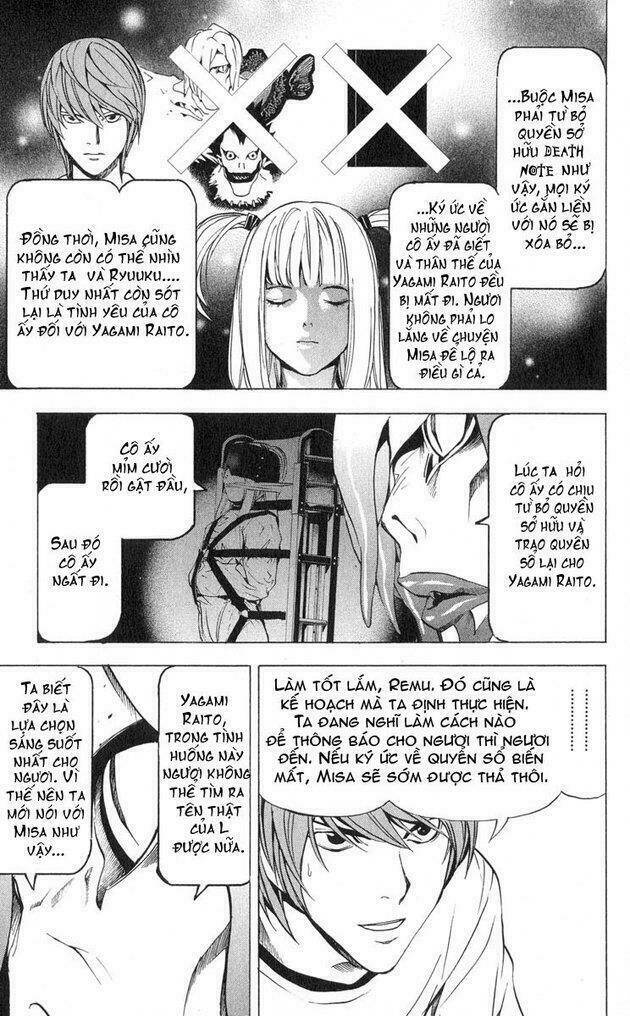 ...Buộc Misa
phải từ bỏ
quyền sở
hữu DEATH
NOTE như
vậy, mọi ký
ức gắn liền
với nó sẽ bị
xóa bỏ...
...Ký ức về
những người
cô ấy đã giết
và thân thế của
Yagami Raito đều
bị mất đi. Ngươi
không phải lo
lắng về chuyện
Misa để lộ ra
điều gì cả.
Đồng thời, Misa cũng
không còn có thể nhìn
thấy ta và Ryuuku....
Thứ duy nhất còn sót
lại là tình yêu của cô
ấy đối với Yagami Raito.
Lúc ta hỏi
cô ấy có chịu
từ bỏ quyền
sở hữu và
trao quyền
sổ lại cho
Yagami Raito.
Cô ấy
mỉm cười
rồi gật đầu,
Sau đó
cô ấy
ngất đi.
Làm tốt lắm, Remu. Đó cũng là
kế hoạch mà ta định thực hiện.
Ta đang nghĩ làm cách nào
để thông báo cho ngươi thì ngươi
đến. Nếu ký ức về quyển sổ biến
mất, Misa sẽ sớm được thả thôi.
Yagami
Raito,
trong tình
huống này
ngươi không
thể tìm ra
tên thật
của L
được nữa.
Ta biết
đây là
lựa chọn
sáng suốt
nhất cho
ngươi. Vì
thế nên ta
mới nói với
Misa như
vậy...